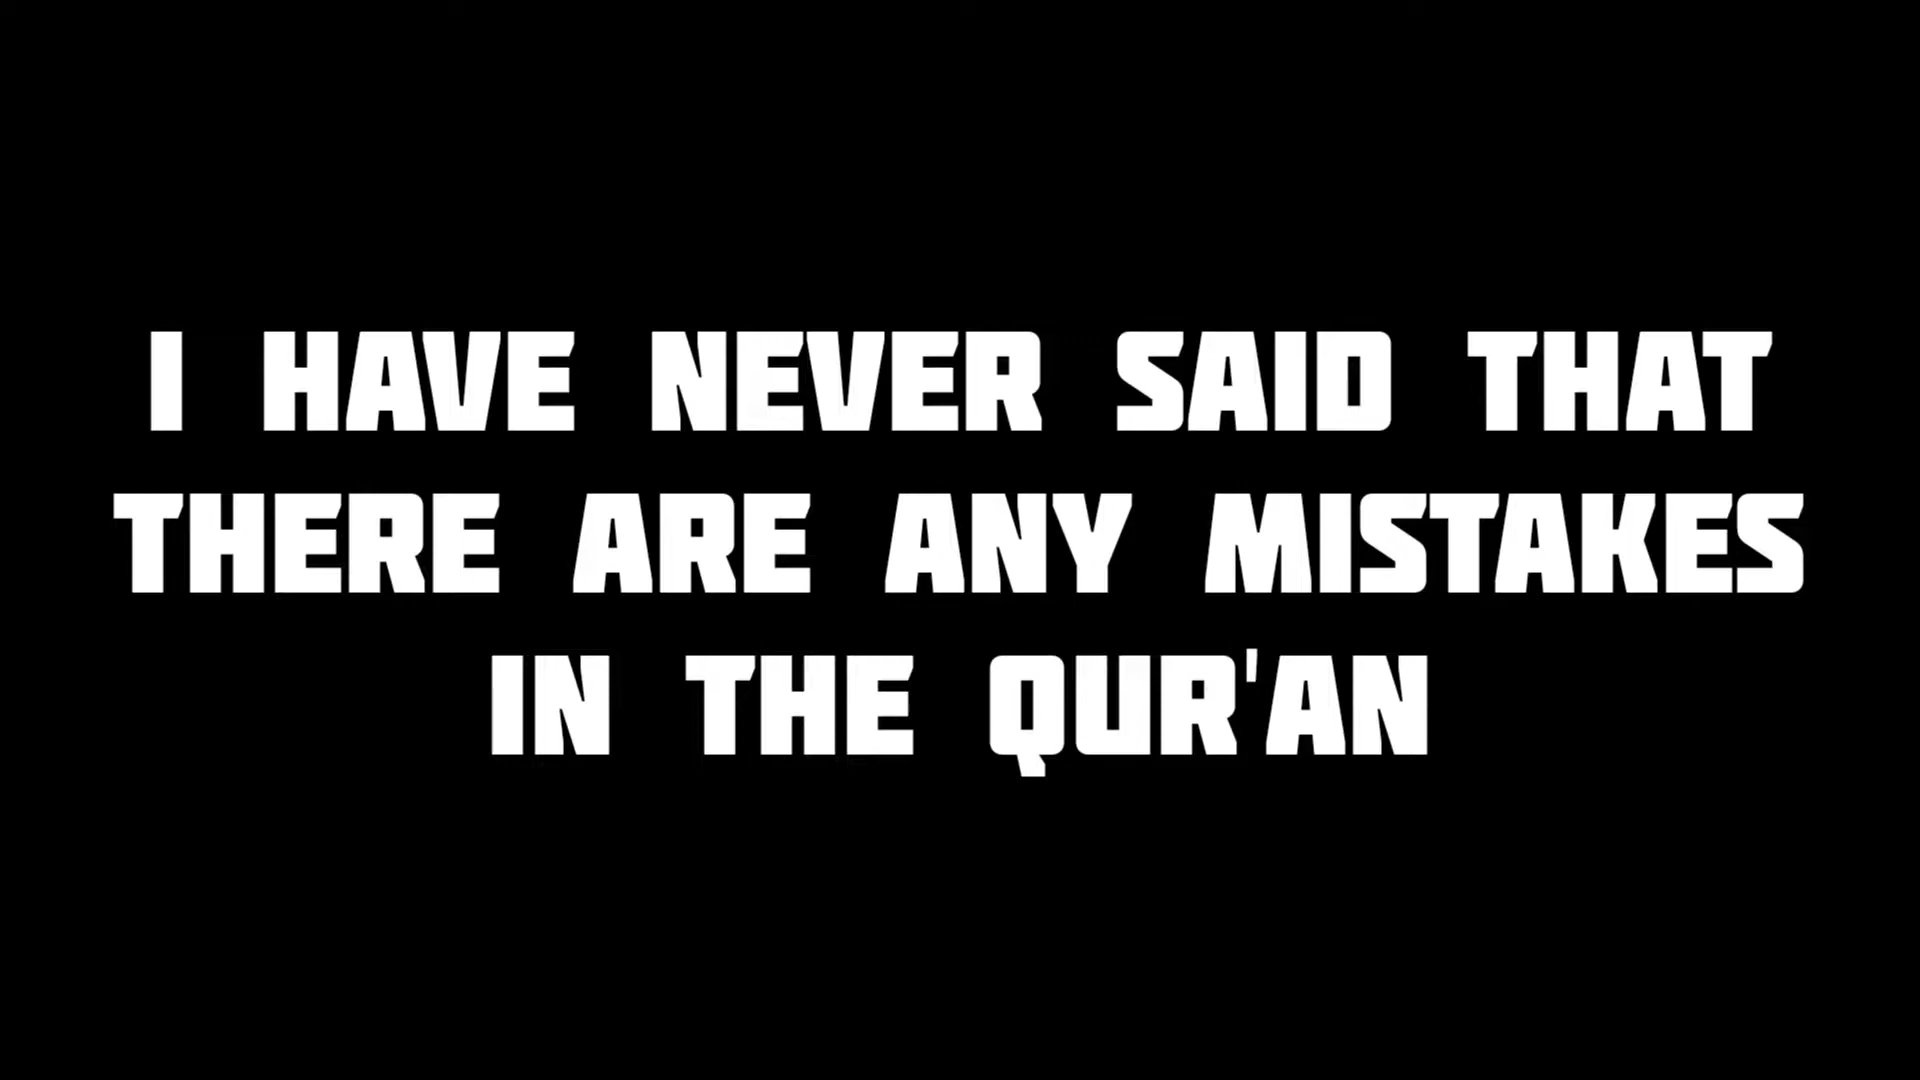 I HAVE NEVER SAID THAT
THERE ARE ANY MISTAKES
IN THE QUR'AN